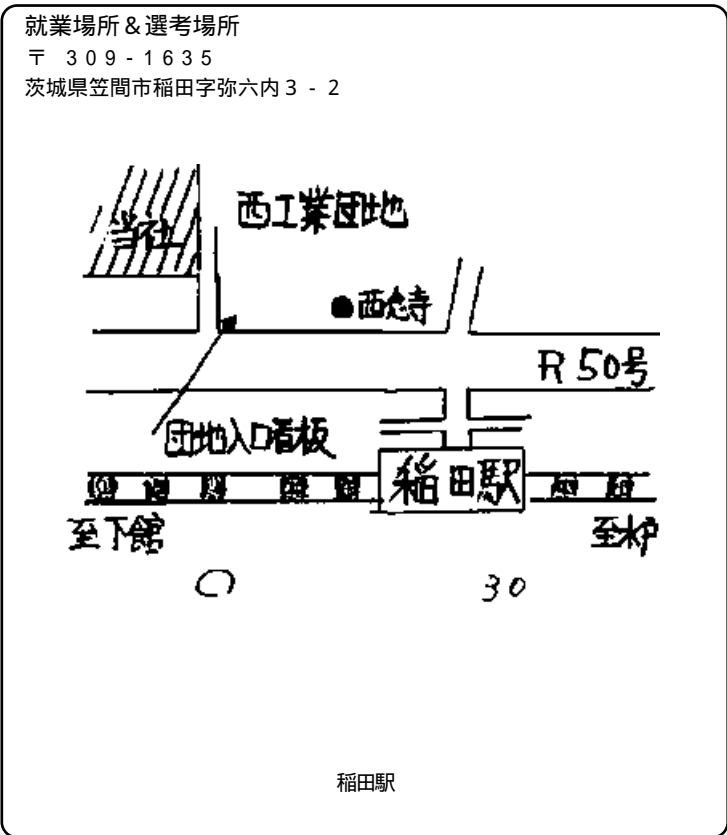 就業場所＆選考場所
〒 ３０９-１６３５
茨城県笠間市稲田字弥六内３-２
西工業団地
当社
西念寺
R 50号
団地入口看板
稲田駅
至下館
至水戸
30
稲田駅